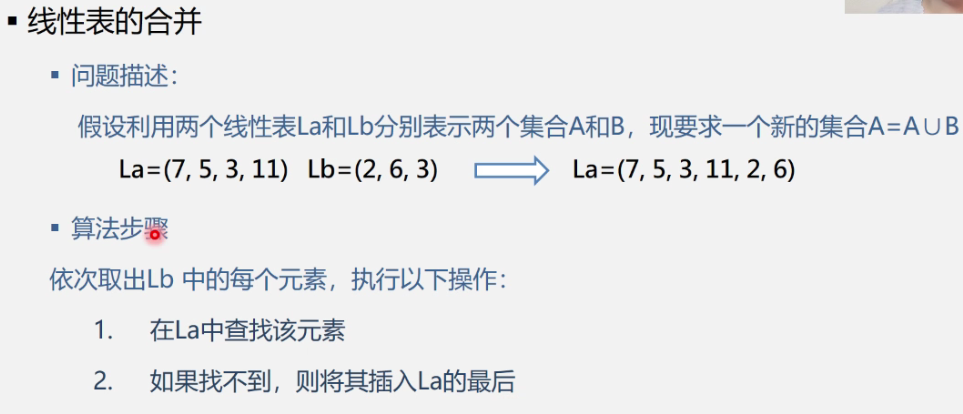 ▪ 线性表的合并
▪ 问题描述：
假设利用两个线性表La和Lb分别表示两个集合A和B，现要求一个新的集合A=A∪B
La=(7, 5, 3, 11) Lb=(2, 6, 3) La=(7, 5, 3, 11, 2, 6)
▪ 算法步骤
依次取出Lb 中的每个元素，执行以下操作：
1. 在La中查找该元素
2. 如果找不到，则将其插入La的最后